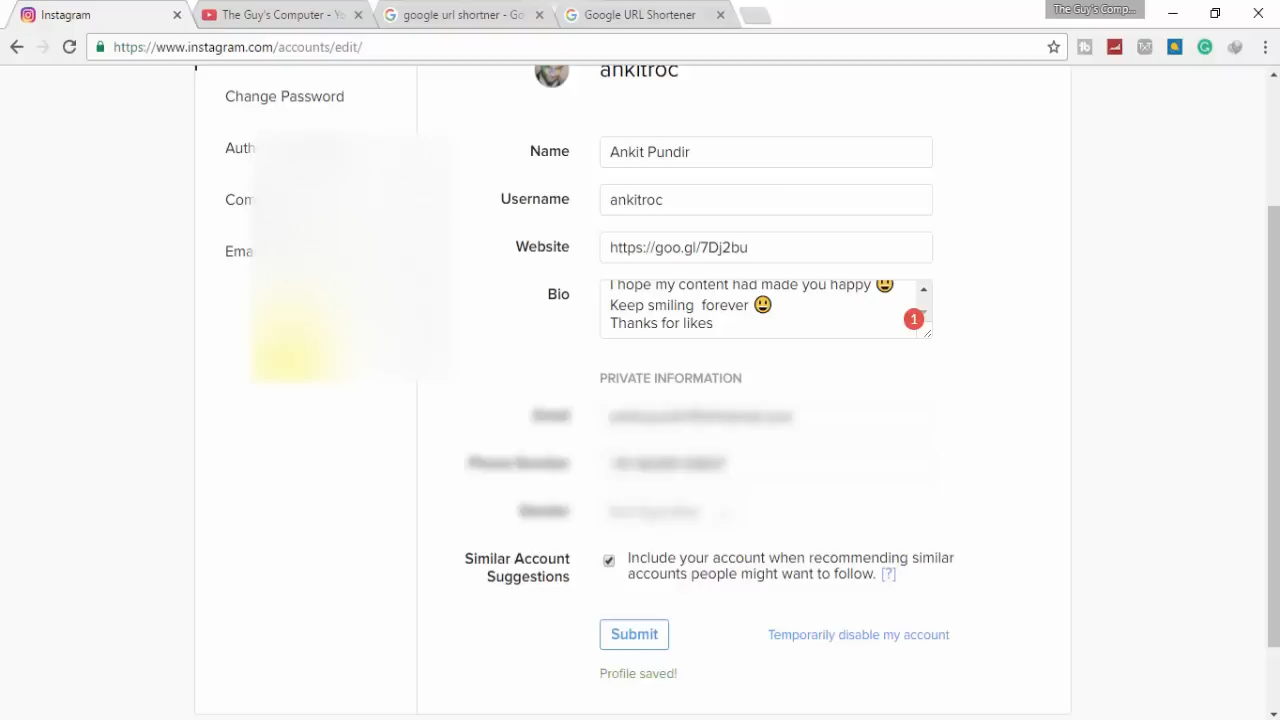 Instagram
The Guy's Computer - Yo
google url shortner - Go
Google URL Shortener
The Guy's Comp...
https://www.instagram.com/accounts/edit/
ankitroc
Change Password
Auth
Com
Ema
Name
Ankit Pundir
Username
ankitroc
Website
https://goo.gl/7Dj2bu
Bio
I hope my content had made you happy 😃
Keep smiling  forever 😃
Thanks for likes
1
PRIVATE INFORMATION
Email
Phone Number
Gender
Similar Account
Suggestions
Include your account when recommending similar
accounts people might want to follow. [?]
Submit
Temporarily disable my account
Profile saved!